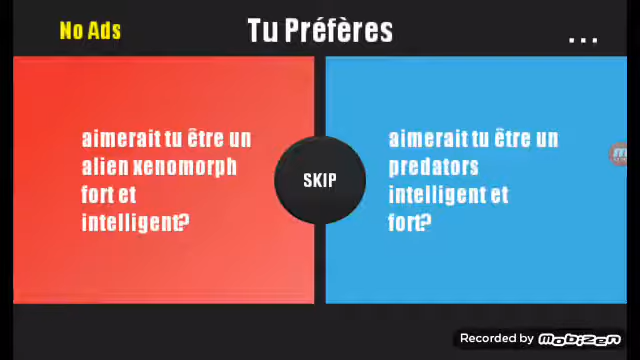 No Ads
Tu Préfères
...
aimerait tu être un
alien xenomorph
fort et
intelligent?
SKIP
aimerait tu être un
predators
intelligent et
fort?
Recorded by Mobizen